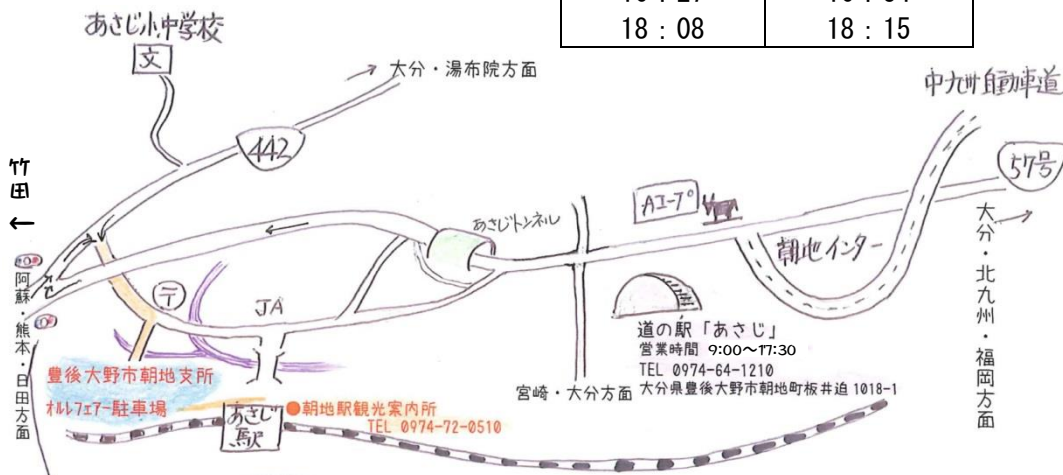 18：08
18：15
あさじ小中学校
文
大分・湯布院方面
中九州自動車道
442
57号
竹田
←
Aコープ
あさじトンネル
朝地インター
大分・北九州・福岡方面
阿蘇・熊本・日田方面
〒
JA
道の駅「あさじ」
営業時間 9:00～17:30
TEL 0974-64-1210
大分県豊後大野市朝地町板井迫 1018-1
宮崎・大分方面
豊後大野市朝地支所
オルレフェアー駐車場
●朝地駅観光案内所
TEL 0974-72-0510
あさじ
駅